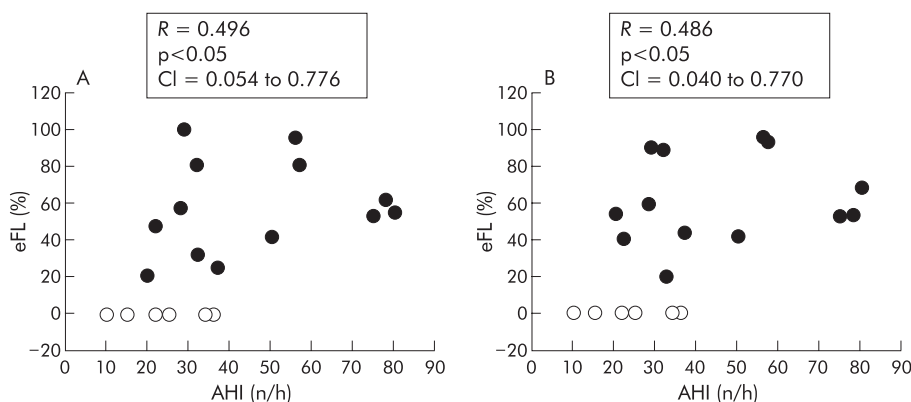 R = 0.496
p<0.05
CI = 0.054 to 0.776
A
120
100
80
60
40
20
0
−20
eFL (%)
0 10 20 30 40 50 60 70 80 90
AHI (n/h)
R = 0.486
p<0.05
CI = 0.040 to 0.770
B
120
100
80
60
40
20
0
−20
eFL (%)
0 10 20 30 40 50 60 70 80 90
AHI (n/h)